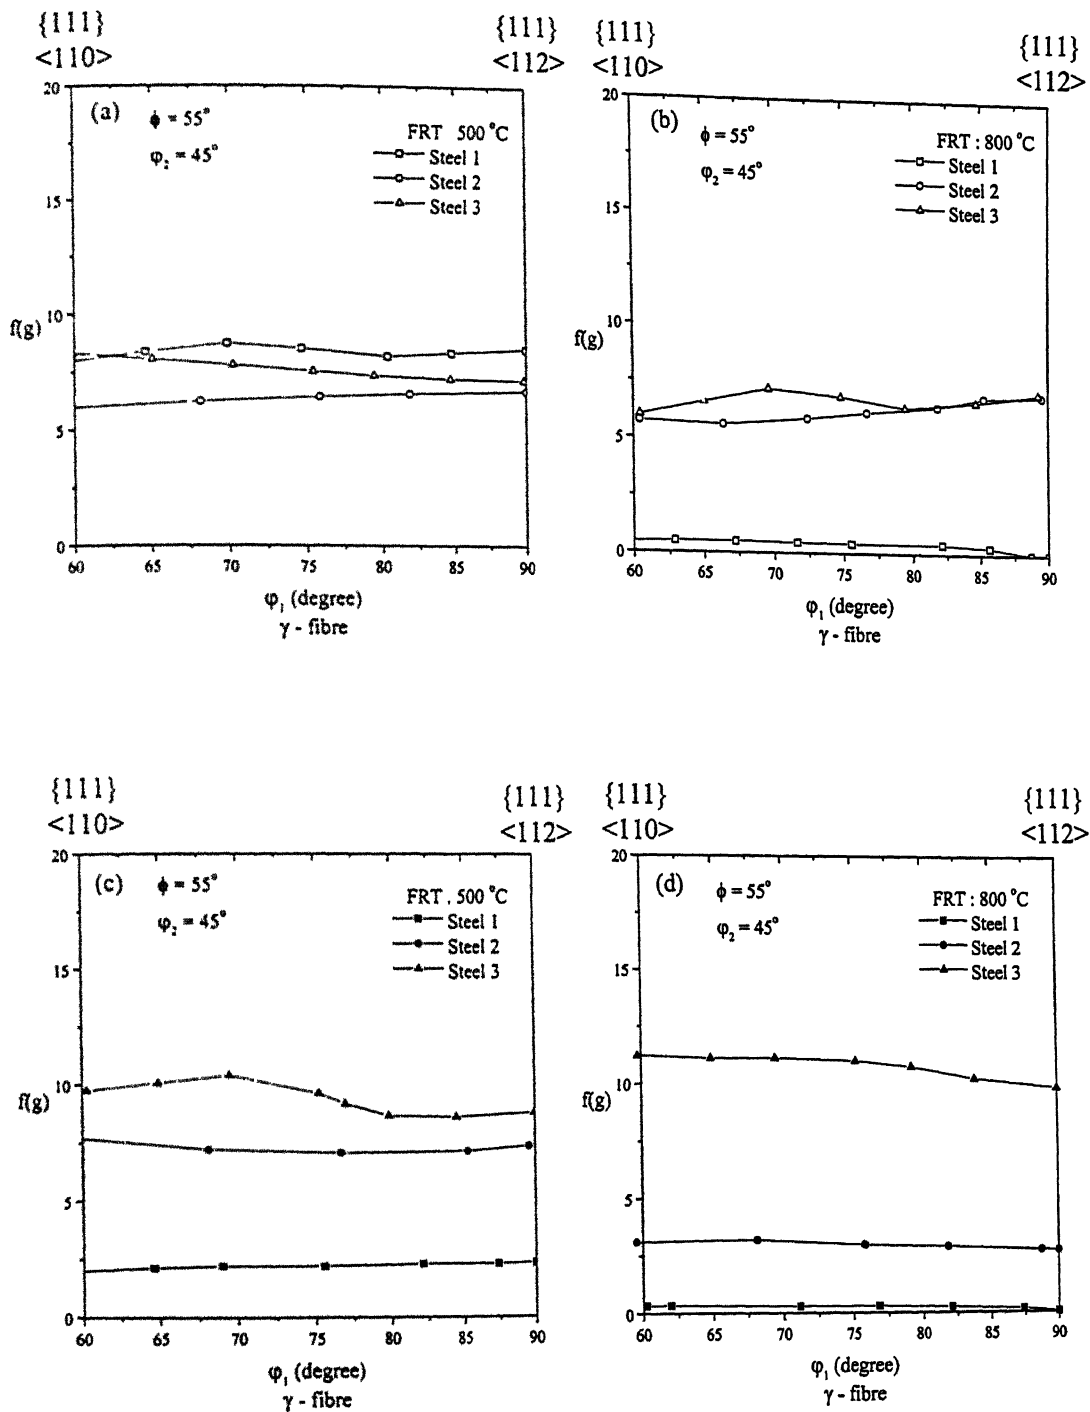 {111}
<110>
{111}
<112>
(a)
ϕ = 55°
φ₂ = 45°
FRT 500 °C
Steel 1
Steel 2
Steel 3
20
15
10
5
0
f(g)
60 65 70 75 80 85 90
φ₁ (degree)
γ - fibre
{111}
<110>
{111}
<112>
(b)
ϕ = 55°
φ₂ = 45°
FRT : 800 °C
Steel 1
Steel 2
Steel 3
20
15
10
5
0
f(g)
60 65 70 75 80 85 90
φ₁ (degree)
γ - fibre
{111}
<110>
{111}
<112>
(c)
ϕ = 55°
φ₂ = 45°
FRT . 500 °C
Steel 1
Steel 2
Steel 3
20
15
10
5
0
f(g)
60 65 70 75 80 85 90
φ₁ (degree)
γ - fibre
{111}
<110>
{111}
<112>
(d)
ϕ = 55°
φ₂ = 45°
FRT : 800 °C
Steel 1
Steel 2
Steel 3
20
15
10
5
0
f(g)
60 65 70 75 80 85 90
φ₁ (degree)
γ - fibre